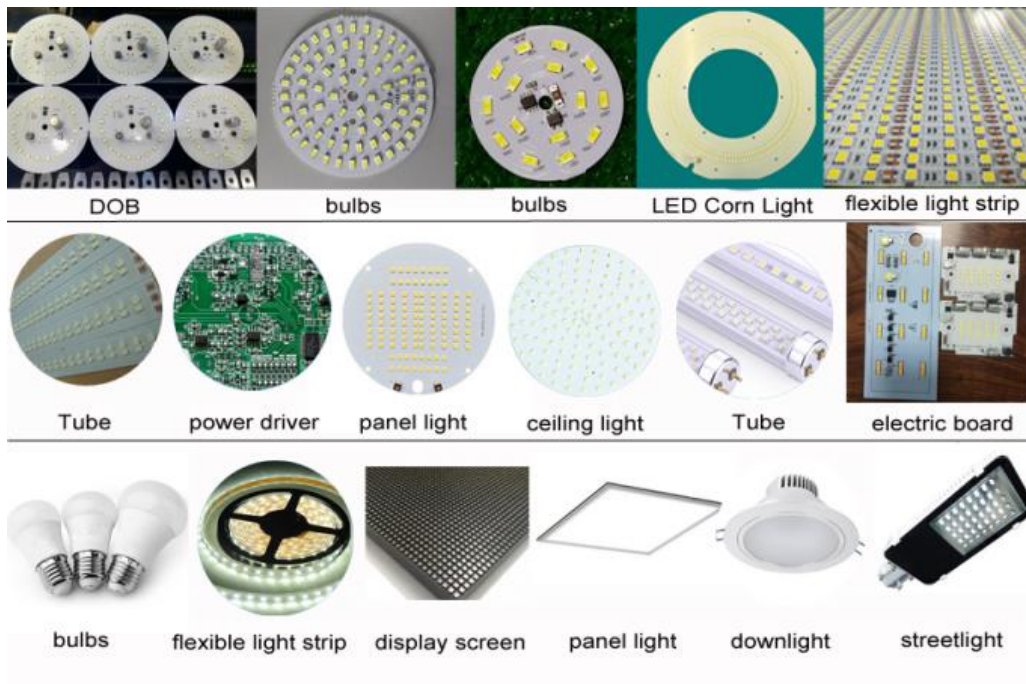 DOB
bulbs
bulbs
LED Corn Light
flexible light strip
Tube
power driver
panel light
ceiling light
Tube
electric board
bulbs
flexible light strip
display screen
panel light
downlight
streetlight